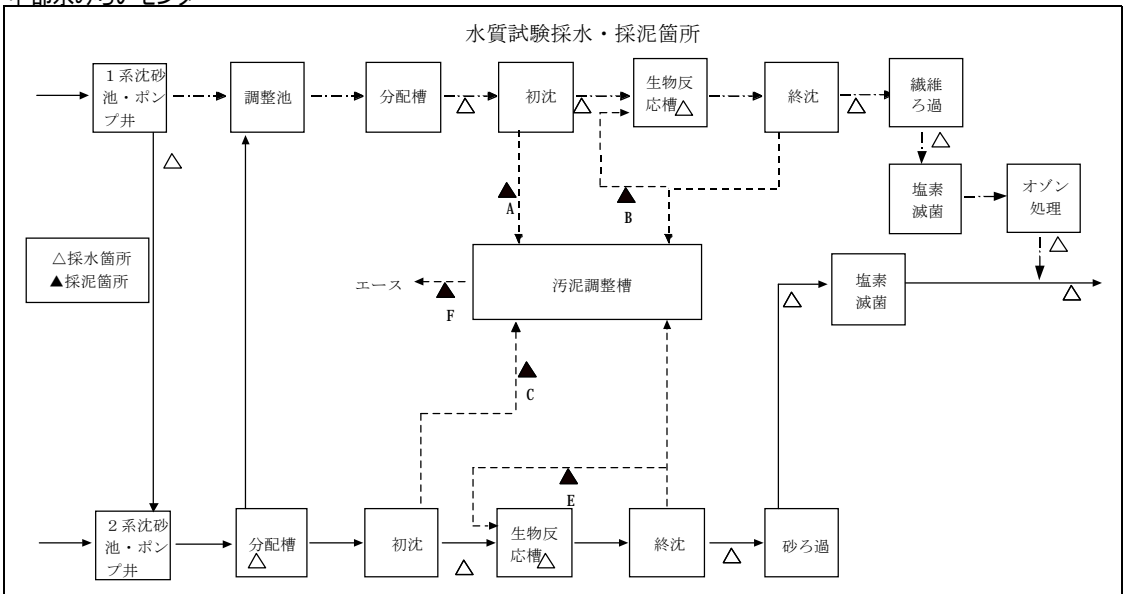 水質試験採水・採泥箇所
１系沈砂
池・ポン
プ井
調整池
分配槽
初沈
生物反
応槽△
終沈
繊維
ろ過
塩素
滅菌
オゾン
処理
A
B
△採水箇所
▲採泥箇所
エース
F
汚泥調整槽
塩素
滅菌
C
E
２系沈砂
池・ポン
プ井
分配槽
初沈
生物反
応槽△
終沈
砂ろ過